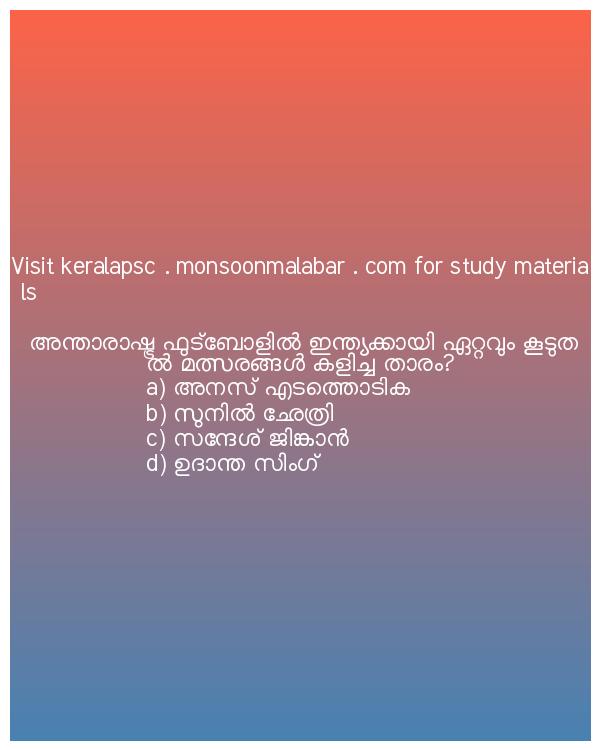 Visit keralapsc . monsoonmalabar . com for study materia
ls
അന്താരാഷ്ട്ര ഫുട്ബോളിൽ ഇന്ത്യക്കായി ഏറ്റവും കൂടുത
ൽ മത്സരങ്ങൾ കളിച്ച താരം?
a) അനസ് എടത്തൊടിക
b) സുനിൽ ഛേത്രി
c) സന്ദേശ് ജിങ്കാൻ
d) ഉദാന്ത സിംഗ്